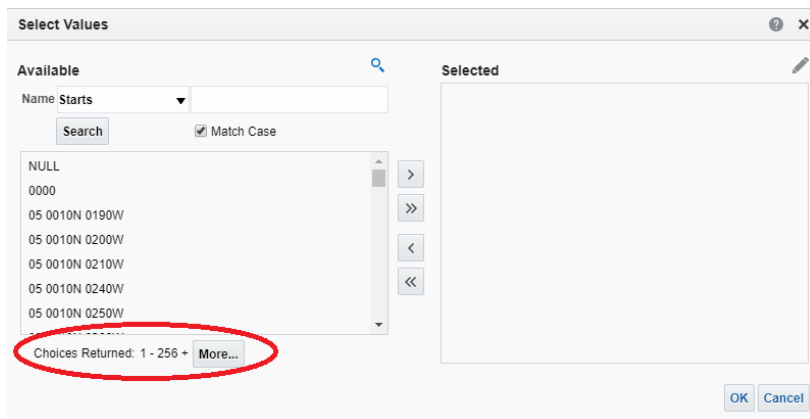 Select Values
Available
Selected
Name Starts
Search
Match Case
NULL
0000
05 0010N 0190W
05 0010N 0200W
05 0010N 0210W
05 0010N 0240W
05 0010N 0250W
Choices Returned: 1 - 256 + More...
OK Cancel